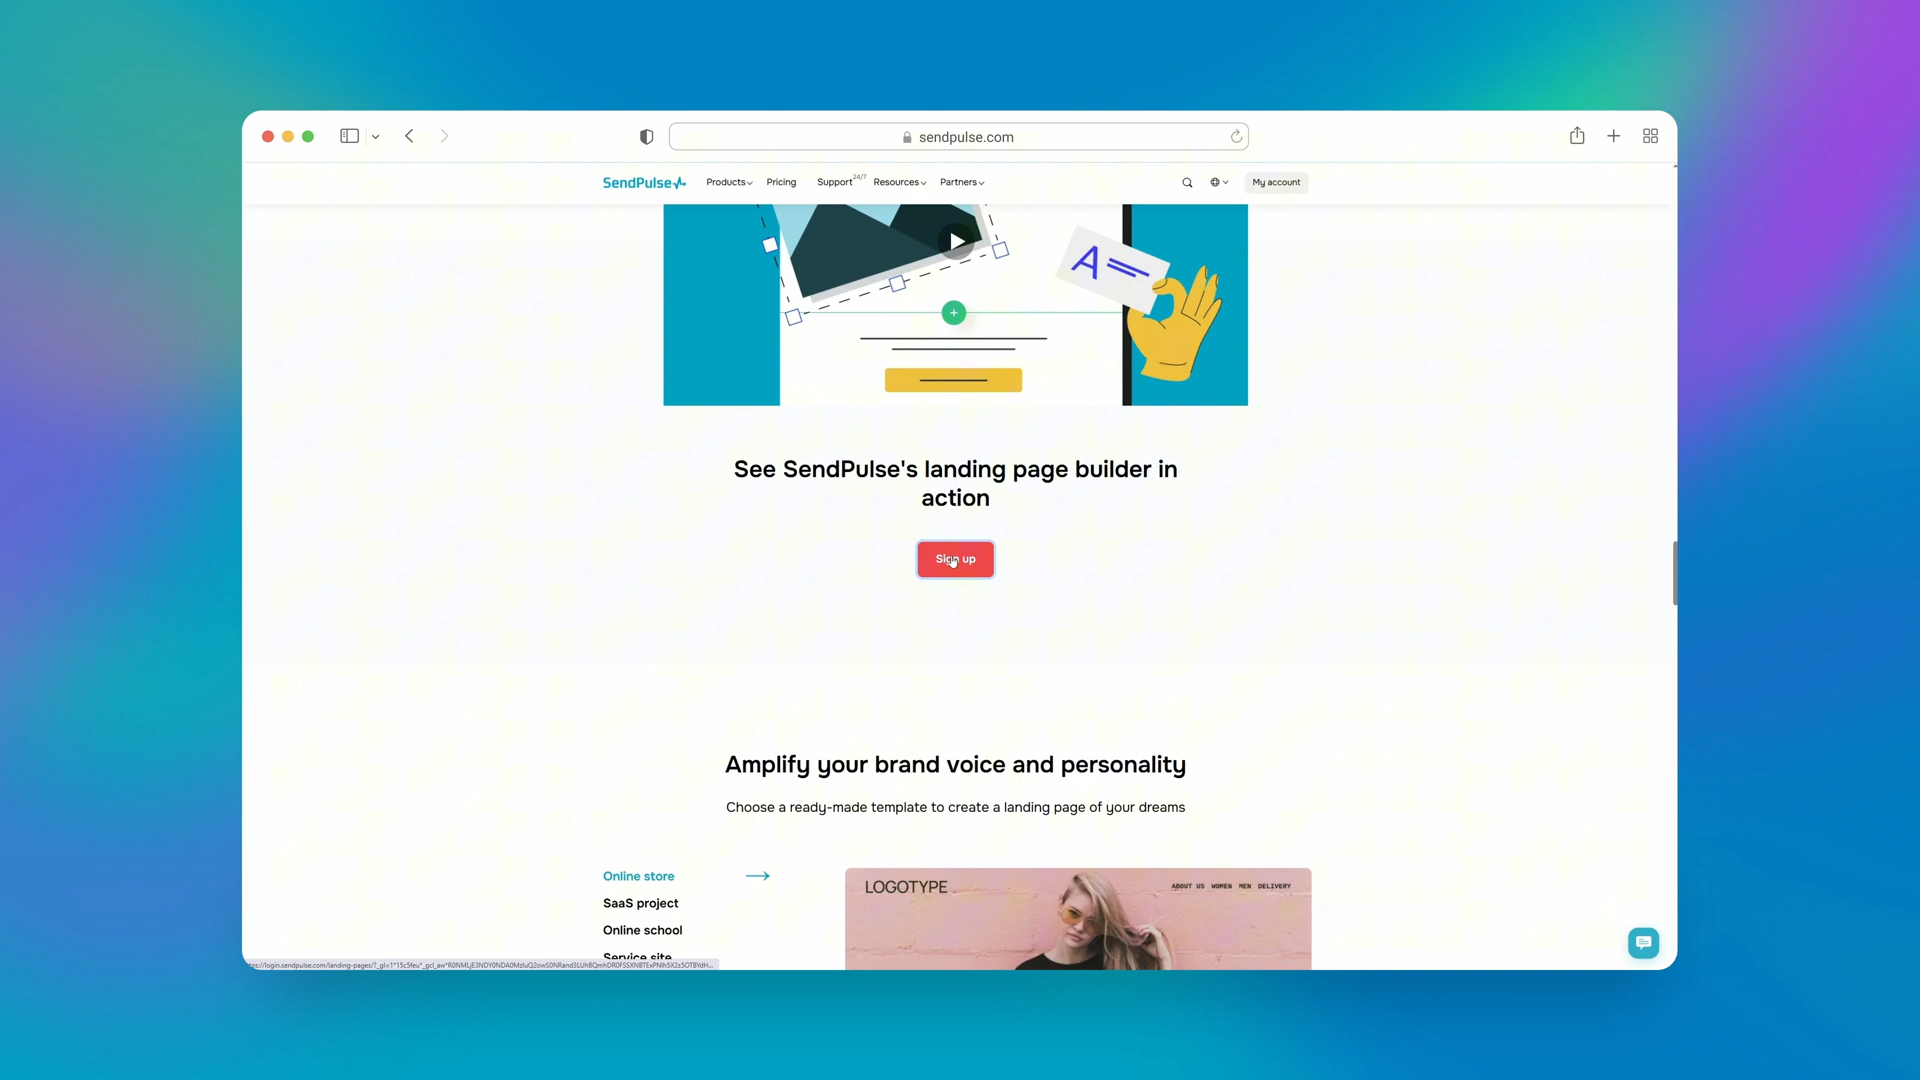 sendpulse.com
SendPulse Products Pricing Support 24/7 Resources Partners My account
A
See SendPulse's landing page builder in
action
Sign up
Amplify your brand voice and personality
Choose a ready-made template to create a landing page of your dreams
Online store
SaaS project
Online school
Service site
LOGOTYPE ABOUT US WOMEN MEN DELIVERY